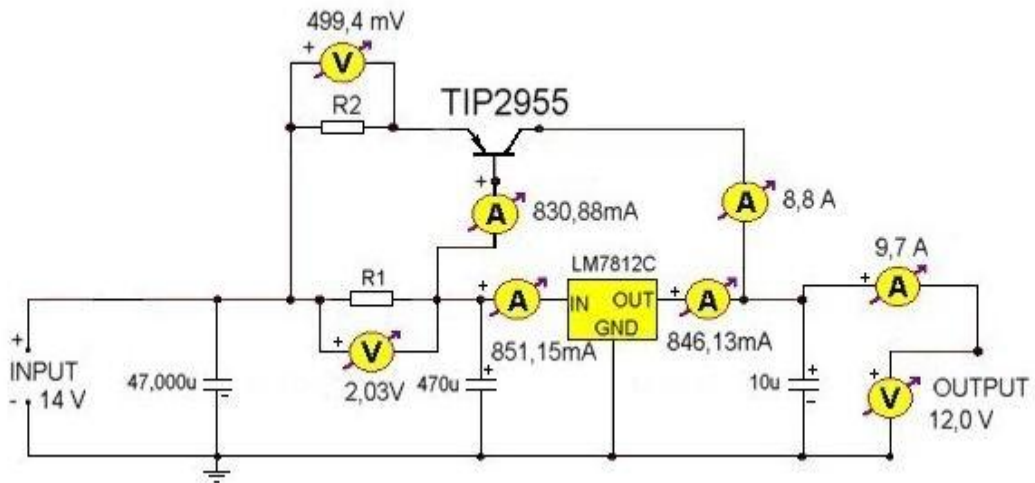 499,4 mV
+
V
R2
TIP2955
+
A
830,88mA
A
8,8 A
R1
LM7812C
9,7 A
+
A
IN
OUT
GND
+
A
+
A
+
INPUT
- 14 V
47,000u
+
V
2,03V
470u
+
851,15mA
846,13mA
10u
+
+
V
OUTPUT
12,0 V